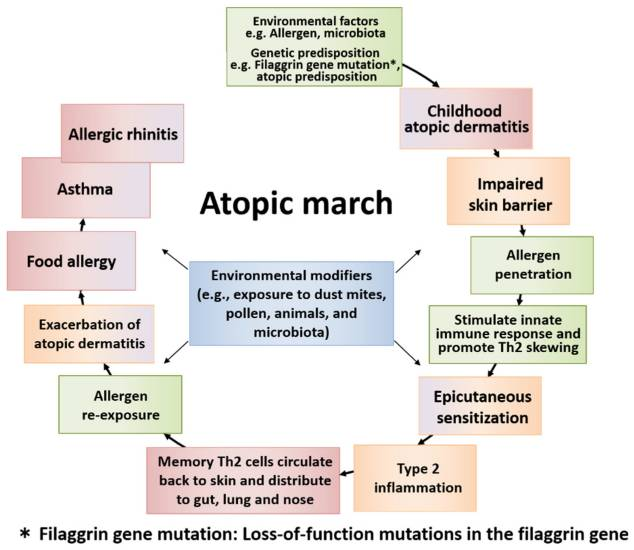 Environmental factors
e.g. Allergen, microbiota
Genetic predisposition
e.g. Filaggrin gene mutation*,
atopic predisposition
Childhood
atopic dermatitis
Impaired
skin barrier
Allergen
penetration
Stimulate innate
immune response and
promote Th2 skewing
Epicutaneous
sensitization
Type 2
inflammation
Memory Th2 cells circulate
back to skin and distribute
to gut, lung and nose
Allergen
re-exposure
Exacerbation of
atopic dermatitis
Food allergy
Asthma
Allergic rhinitis
Atopic march
Environmental modifiers
(e.g., exposure to dust mites,
pollen, animals, and
microbiota)
* Filaggrin gene mutation: Loss-of-function mutations in the filaggrin gene